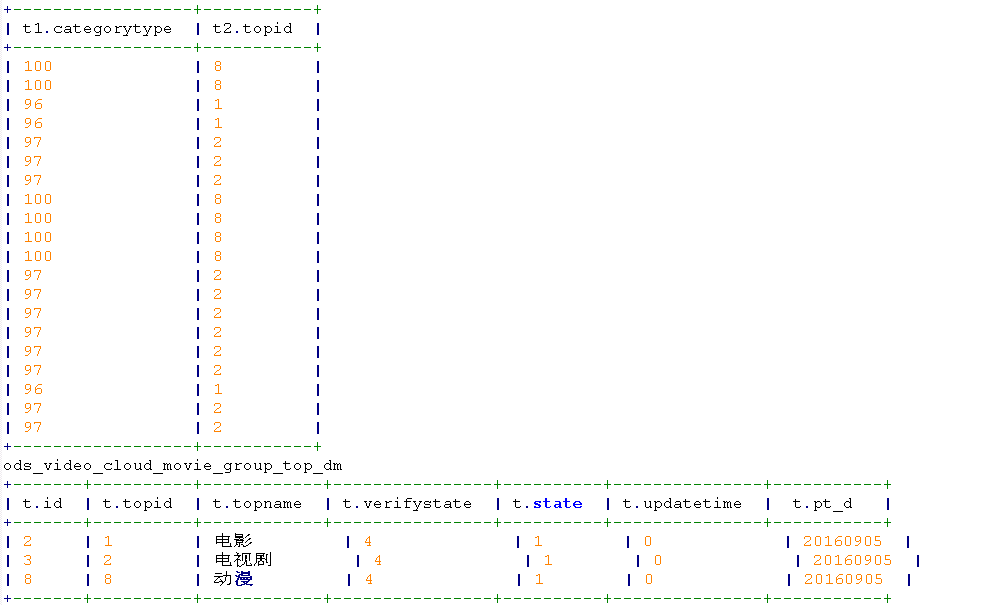 +------------------+-----------+
| t1.categorytype | t2.topid |
+------------------+-----------+
| 100 | 8 |
| 100 | 8 |
| 96 | 1 |
| 96 | 1 |
| 97 | 2 |
| 97 | 2 |
| 97 | 2 |
| 100 | 8 |
| 100 | 8 |
| 100 | 8 |
| 100 | 8 |
| 97 | 2 |
| 97 | 2 |
| 97 | 2 |
| 97 | 2 |
| 97 | 2 |
| 97 | 2 |
| 96 | 1 |
| 97 | 2 |
| 97 | 2 |
+------------------+-----------+
ods_video_cloud_movie_group_top_dm
+-------+----------+------------+----------------+----------+---------------+-----------+
| t.id | t.topid | t.topname | t.verifystate | t.state | t.updatetime | t.pt_d |
+-------+----------+------------+----------------+----------+---------------+-----------+
| 2 | 1 | 电影 | 4 | 1 | 0 | 20160905 |
| 3 | 2 | 电视剧 | 4 | 1 | 0 | 20160905 |
| 8 | 8 | 动漫 | 4 | 1 | 0 | 20160905 |
+-------+----------+------------+----------------+----------+---------------+-----------+